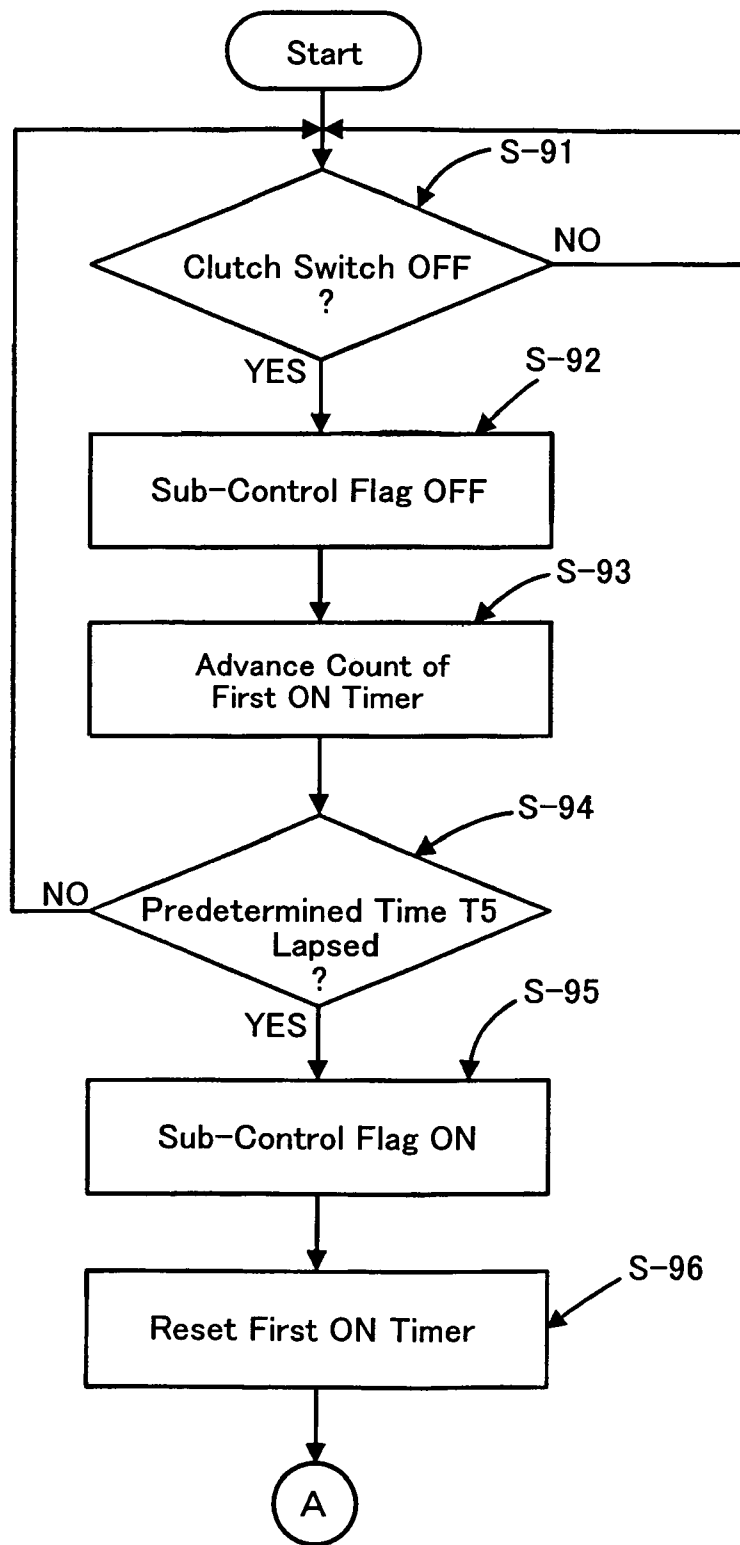 Start
S-91
Clutch Switch OFF
?
NO
YES
S-92
Sub-Control Flag OFF
S-93
Advance Count of
First ON Timer
S-94
NO
Predetermined Time T5
Lapsed
?
YES
S-95
Sub-Control Flag ON
S-96
Reset First ON Timer
A